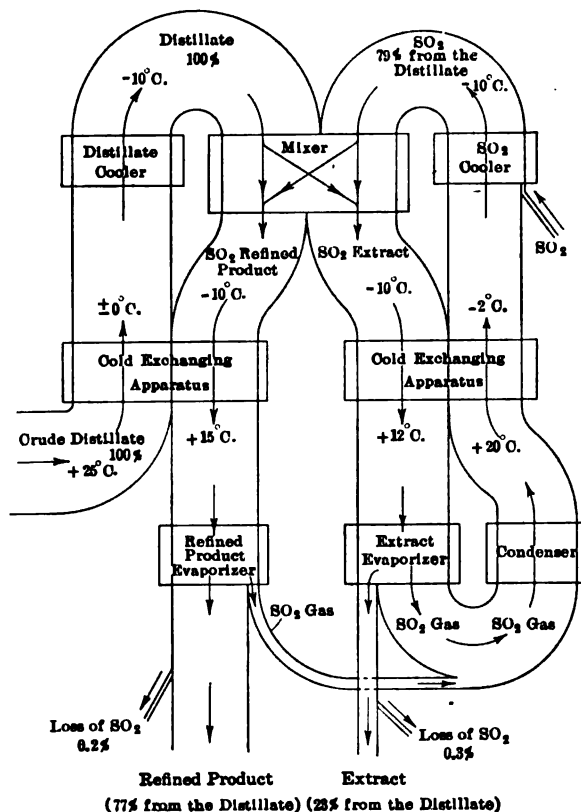 Distillate
100%
-10°C.
SO2
79% from the
Distillate
-10°C.
Distillate
Cooler
Mixer
SO2
Cooler
SO2
SO2 Refined
Product
SO2 Extract
-10°C.
-10°C.
±0°C.
-2°C.
Cold Exchanging
Apparatus
Cold Exchanging
Apparatus
Crude Distillate
100%
+25°C.
+15°C.
+12°C.
+20°C.
Refined
Product
Evaporizer
Extract
Evaporizer
Condenser
SO2 Gas
SO2 Gas
SO2 Gas
Loss of SO2
0.2%
Loss of SO2
0.3%
Refined Product
(77% from the Distillate)
Extract
(23% from the Distillate)